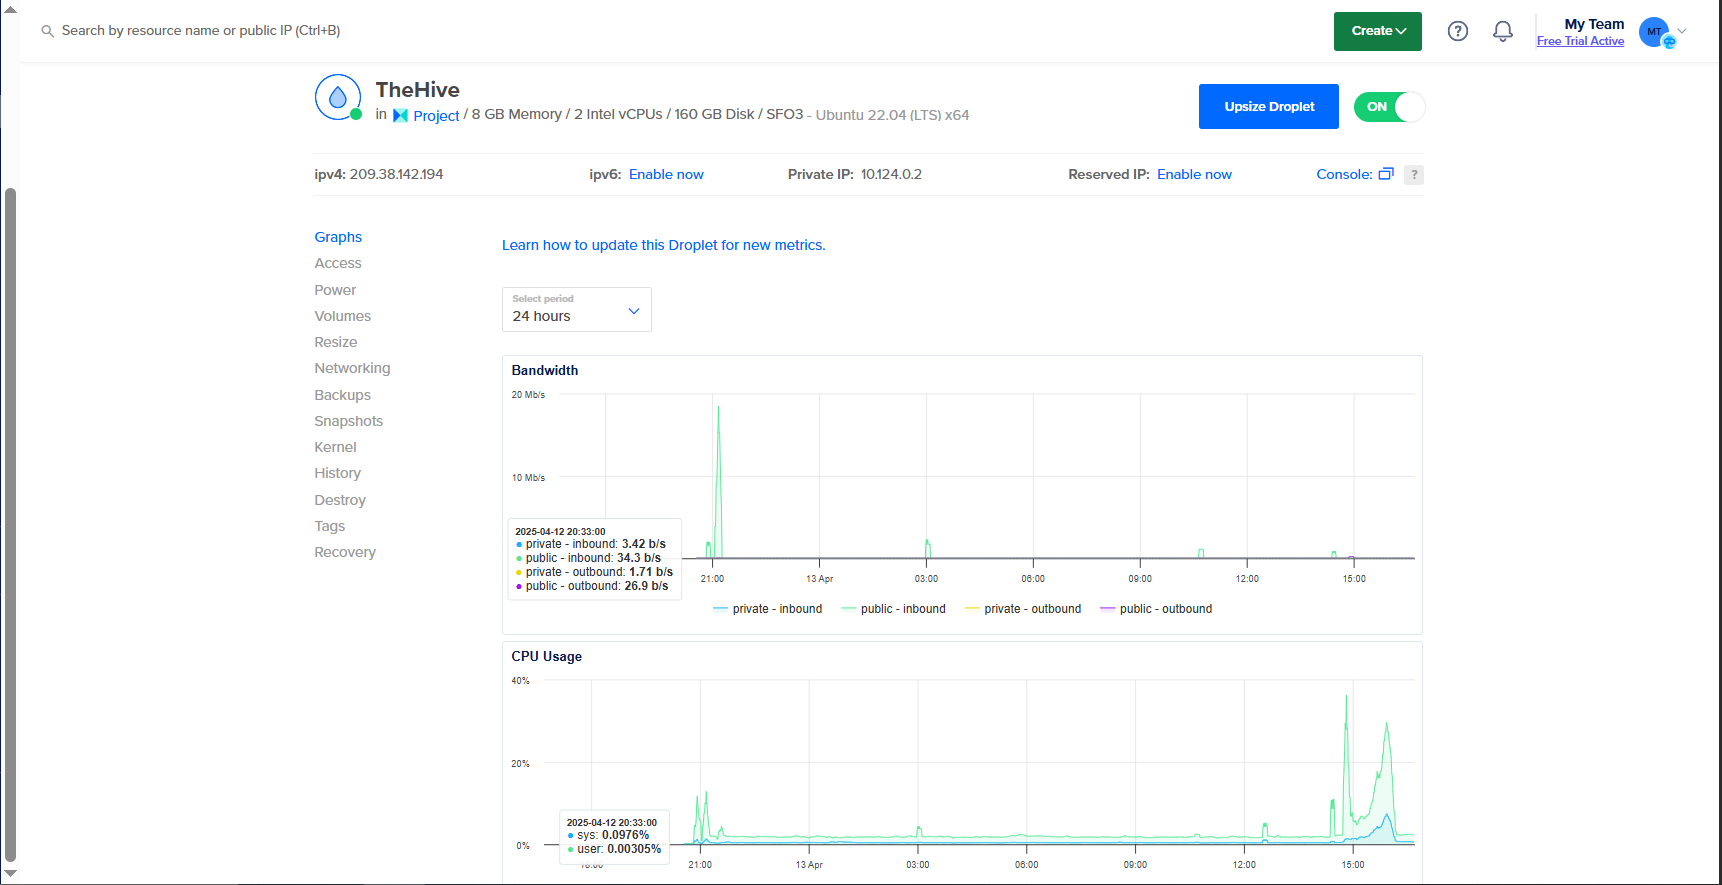 Search by resource name or public IP (Ctrl+B)
Create
?
My Team
Free Trial Active
MT
TheHive
in Project / 8 GB Memory / 2 Intel vCPUs / 160 GB Disk / SFO3 - Ubuntu 22.04 (LTS) x64
Upsize Droplet
ON
ipv4: 209.38.142.194
ipv6: Enable now
Private IP: 10.124.0.2
Reserved IP: Enable now
Console: ?
Graphs
Access
Power
Volumes
Resize
Networking
Backups
Snapshots
Kernel
History
Destroy
Tags
Recovery
Learn how to update this Droplet for new metrics.
Select period
24 hours
Bandwidth
20 Mb/s
10 Mb/s
2025-04-12 20:33:00
private - inbound: 3.42 b/s
public - inbound: 34.3 b/s
private - outbound: 1.71 b/s
public - outbound: 26.9 b/s
21:00 13 Apr 03:00 06:00 09:00 12:00 15:00
private - inbound public - inbound private - outbound public - outbound
CPU Usage
40%
20%
0%
2025-04-12 20:33:00
sys: 0.0976%
user: 0.00305%
18:00 21:00 13 Apr 03:00 06:00 09:00 12:00 15:00